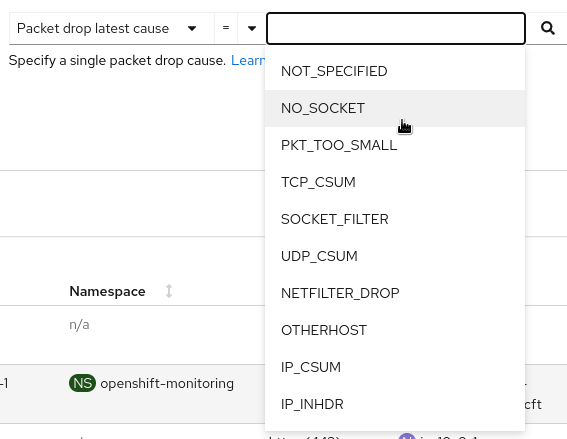 Packet drop latest cause
=
Specify a single packet drop cause. Learn
NOT_SPECIFIED
NO_SOCKET
PKT_TOO_SMALL
TCP_CSUM
SOCKET_FILTER
UDP_CSUM
NETFILTER_DROP
OTHERHOST
IP_CSUM
IP_INHDR
Namespace
n/a
-1
NS openshift-monitoring
cft